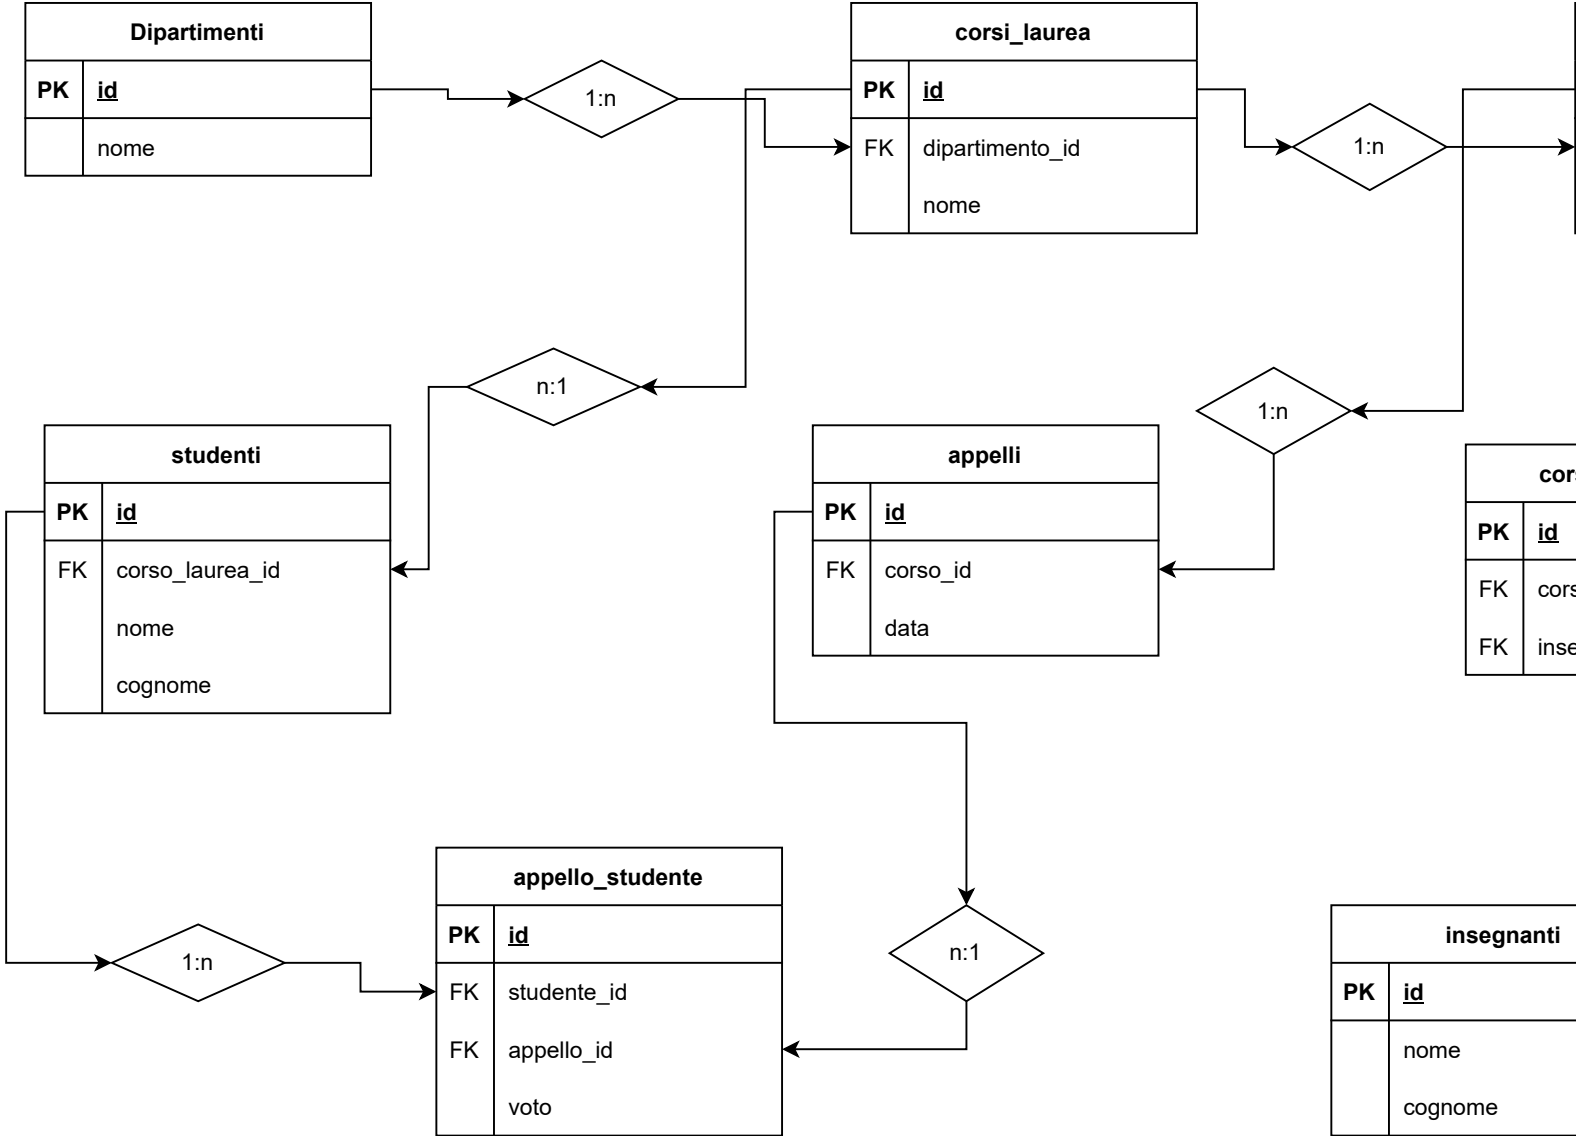 Dipartimenti
PK id
nome
1:n
corsi_laurea
PK id
FK dipartimento_id
nome
1:n
n:1
1:n
studenti
PK id
FK corso_laurea_id
nome
cognome
appelli
PK id
FK corso_id
data
PK id
FK
FK
1:n
appello_studente
PK id
FK studente_id
FK appello_id
voto
n:1
insegnanti
PK id
nome
cognome